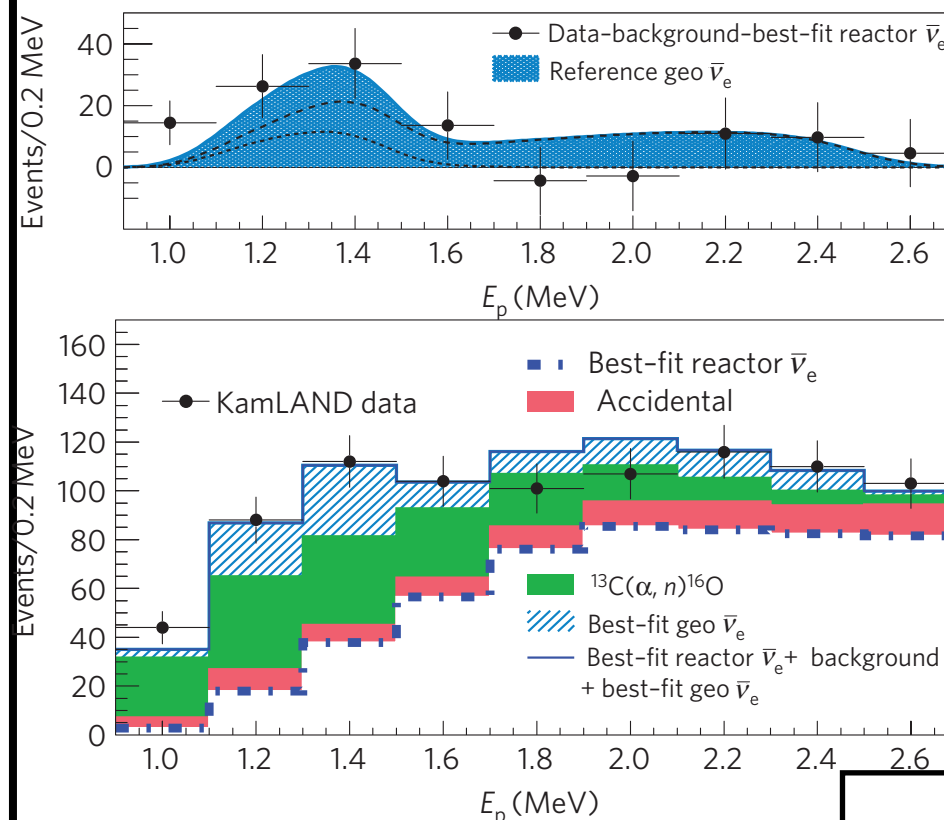 Events/0.2 MeV
40
20
0
Data-background-best-fit reactor ν̅e
Reference geo ν̅e
1.0 1.2 1.4 1.6 1.8 2.0 2.2 2.4 2.6
Ep (MeV)
Events/0.2 MeV
160
140
120
100
80
60
40
20
0
KamLAND data
Best-fit reactor ν̅e
Accidental
¹³C(α, n)¹⁶O
Best-fit geo ν̅e
Best-fit reactor ν̅e+ background
+ best-fit geo ν̅e
1.0 1.2 1.4 1.6 1.8 2.0 2.2 2.4 2.6
Ep (MeV)